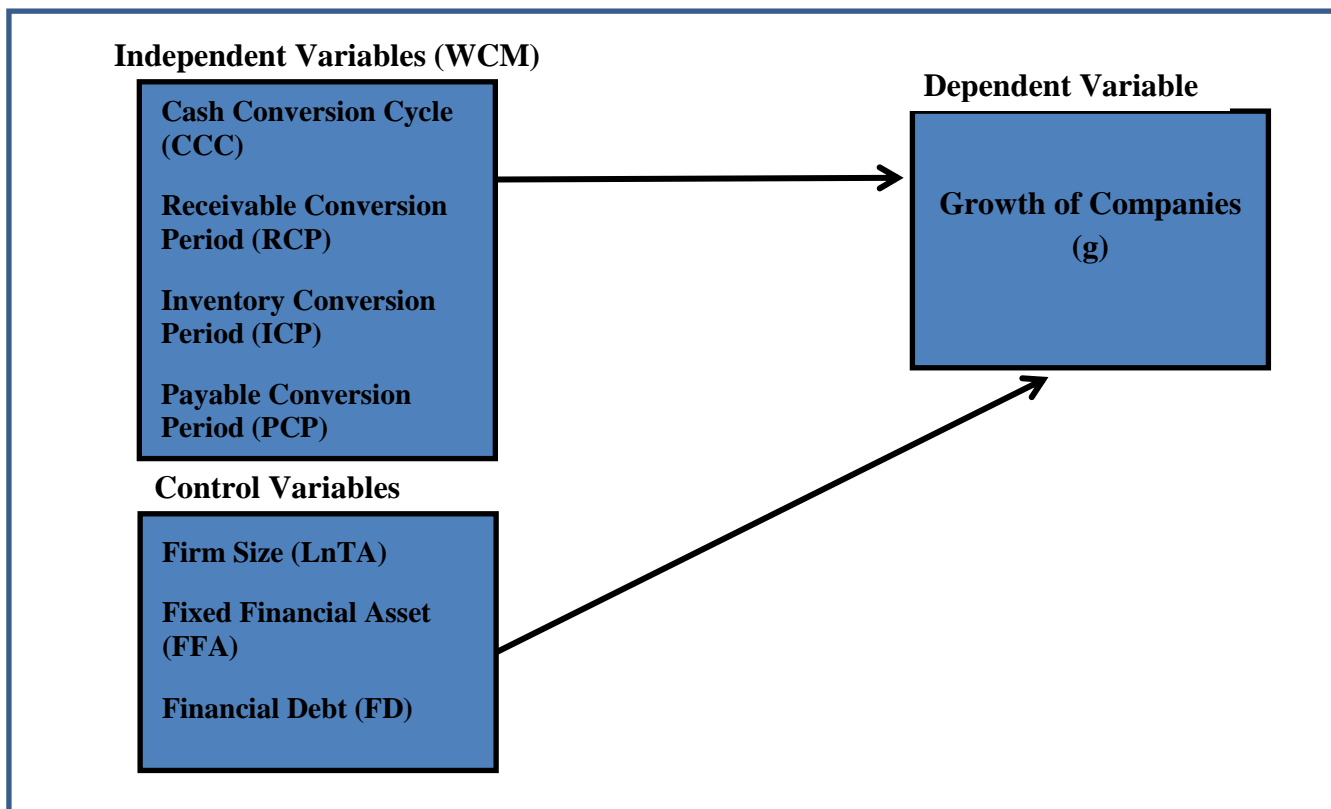 Independent Variables (WCM)
Cash Conversion Cycle
(CCC)
Receivable Conversion
Period (RCP)
Inventory Conversion
Period (ICP)
Payable Conversion
Period (PCP)
Control Variables
Firm Size (LnTA)
Fixed Financial Asset
(FFA)
Financial Debt (FD)
Dependent Variable
Growth of Companies
(g)